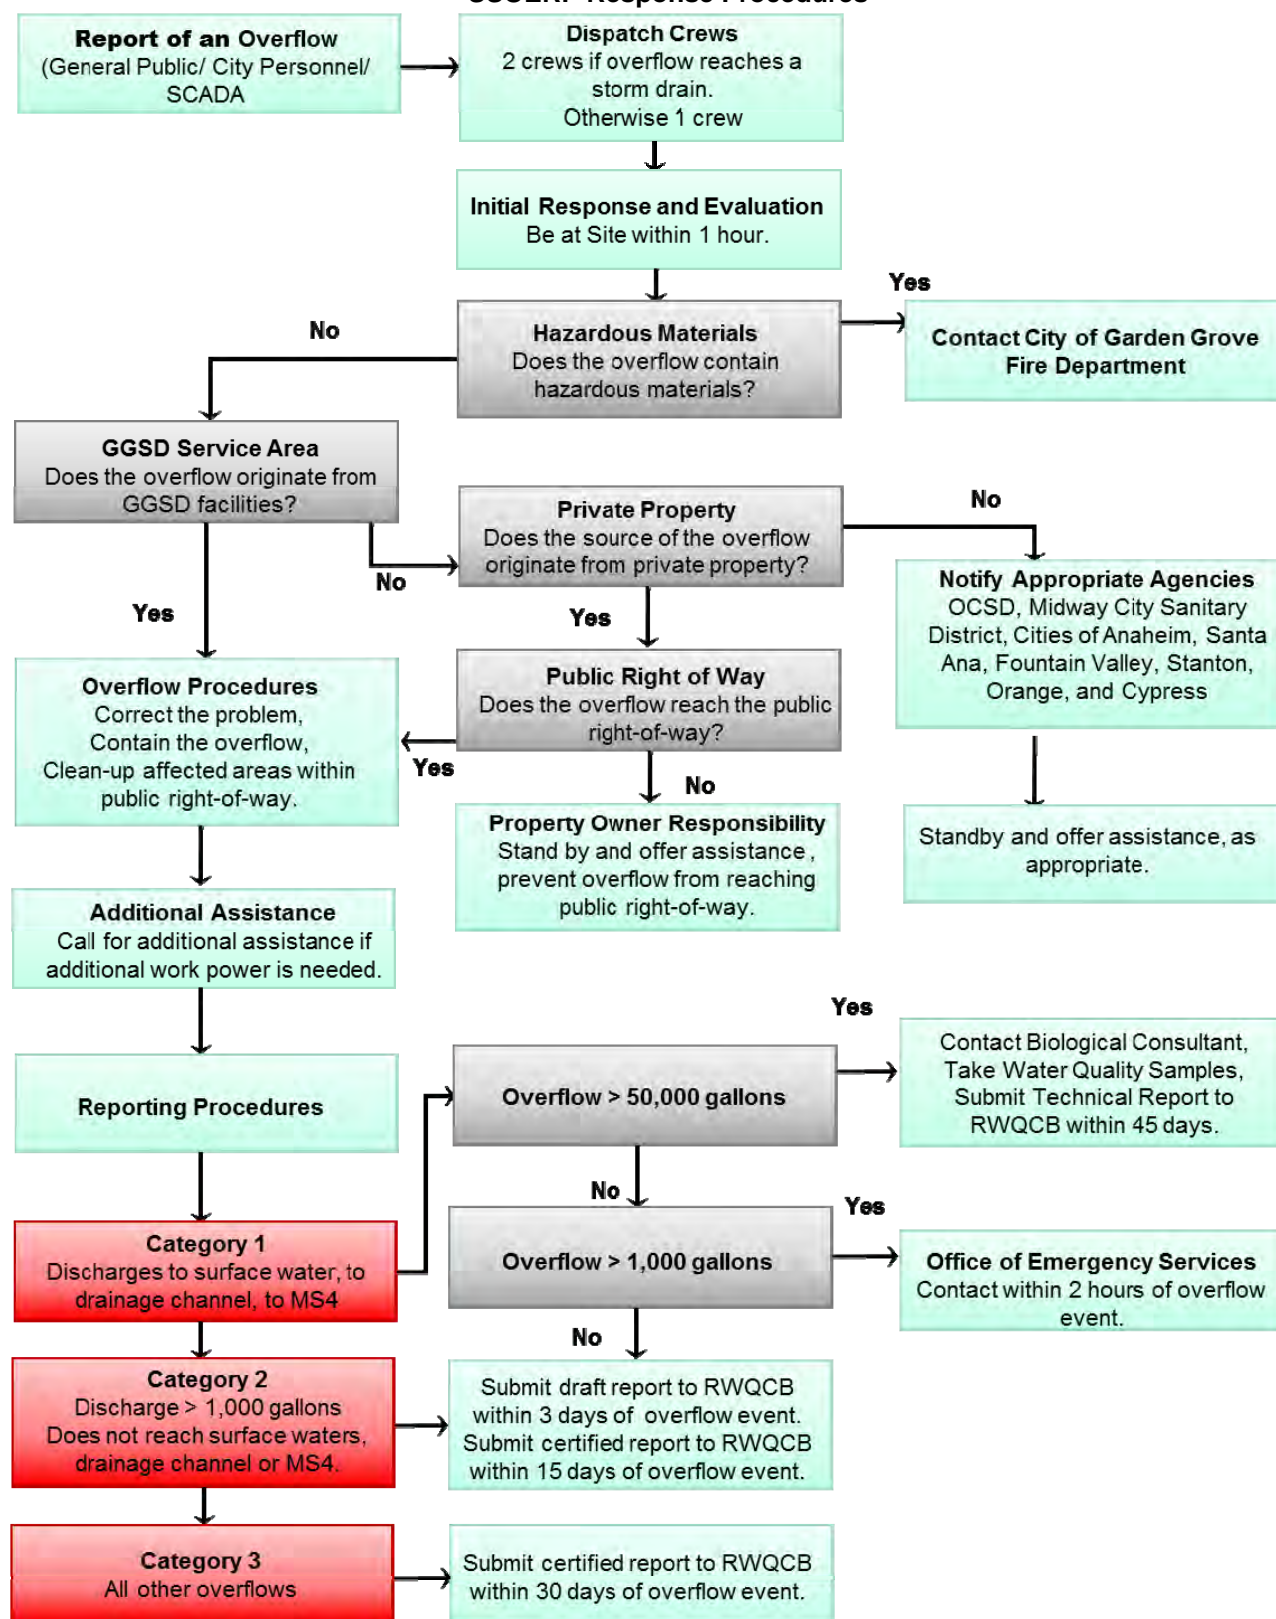 Report of an Overflow
(General Public/ City Personnel/
SCADA
Dispatch Crews
2 crews if overflow reaches a
storm drain.
Otherwise 1 crew
Initial Response and Evaluation
Be at Site within 1 hour.
Yes
No
Hazardous Materials
Does the overflow contain
hazardous materials?
Contact City of Garden Grove
Fire Department
GGSD Service Area
Does the overflow originate from
GGSD facilities?
No
Private Property
Does the source of the overflow
originate from private property?
No
Yes
Yes
Notify Appropriate Agencies
OCSD, Midway City Sanitary
District, Cities of Anaheim, Santa
Ana, Fountain Valley, Stanton,
Orange, and Cypress
Overflow Procedures
Correct the problem,
Contain the overflow,
Clean-up affected areas within
public right-of-way.
Public Right of Way
Does the overflow reach the public
right-of-way?
Yes
No
Property Owner Responsibility
Stand by and offer assistance ,
prevent overflow from reaching
public right-of-way.
Standby and offer assistance, as
appropriate.
Additional Assistance
Call for additional assistance if
additional work power is needed.
Yes
Reporting Procedures
Overflow > 50,000 gallons
Contact Biological Consultant,
Take Water Quality Samples,
Submit Technical Report to
RWQCB within 45 days.
No
Yes
Category 1
Discharges to surface water, to
drainage channel, to MS4
Overflow > 1,000 gallons
Office of Emergency Services
Contact within 2 hours of overflow
event.
No
Category 2
Discharge > 1,000 gallons
Does not reach surface waters,
drainage channel or MS4.
Submit draft report to RWQCB
within 3 days of overflow event.
Submit certified report to RWQCB
within 15 days of overflow event.
Category 3
All other overflows
Submit certified report to RWQCB
within 30 days of overflow event.